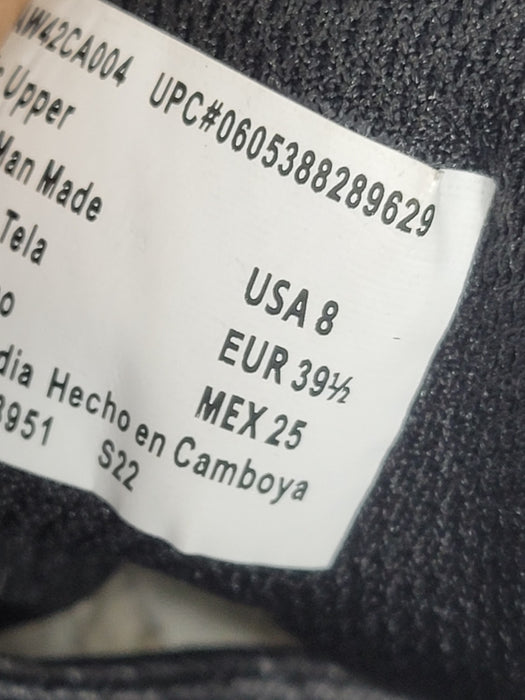 AW42CA004 UPC#0605388289629
Upper
Man Made
Tela
USA 8
EUR 39½
MEX 25
dia Hecho en Camboya
3951 S22